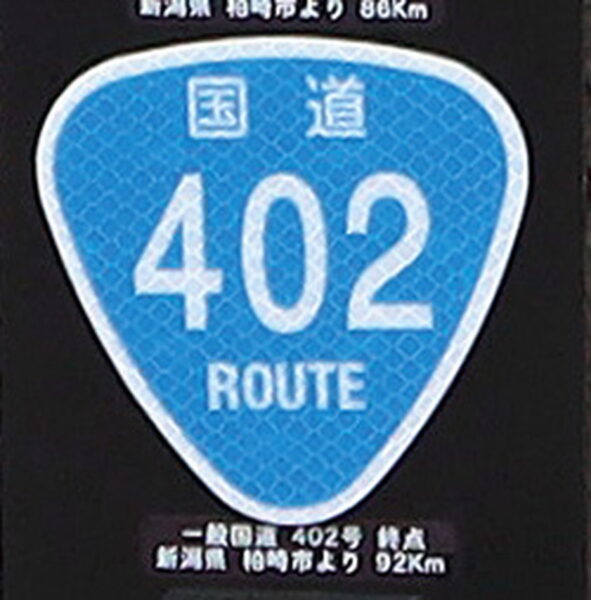 新潟県 柏崎市より 86Km
国道
402
ROUTE
一般国道 402号 終点
新潟県 柏崎市より 92Km